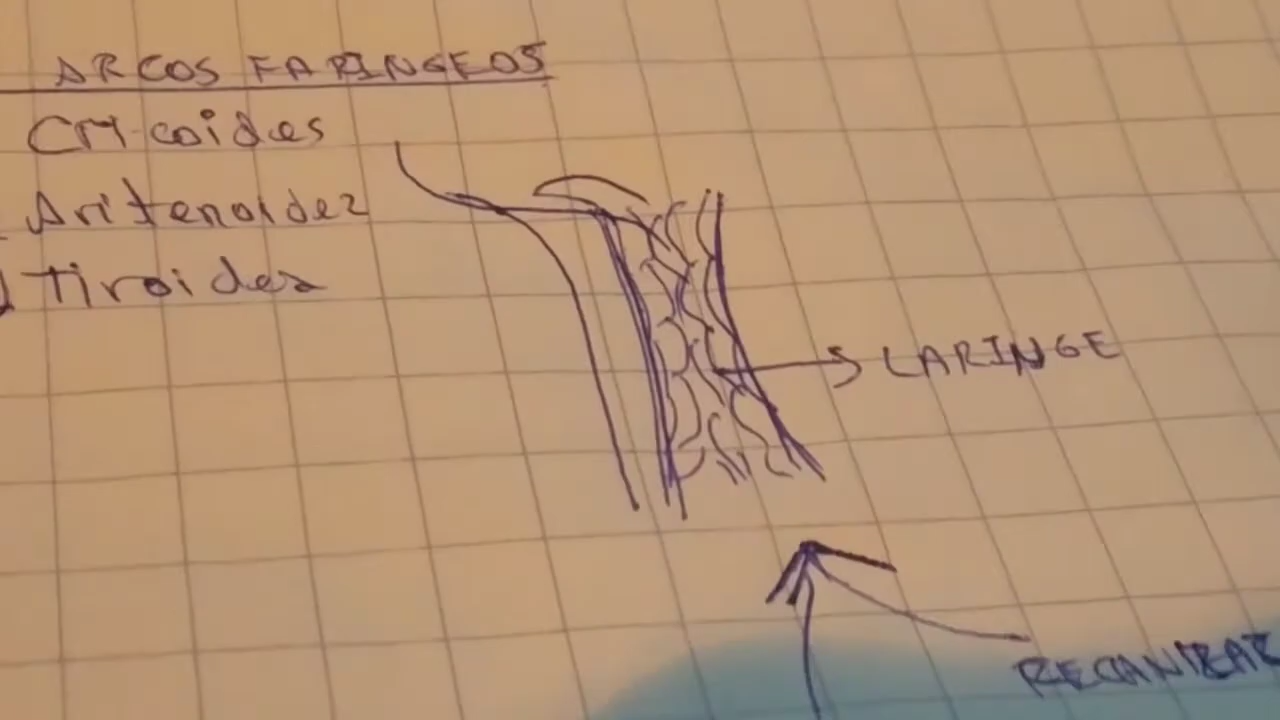 ARCOS FARINGEOS
Cricoides
Aritenoidez
Tiroides
LARINGE